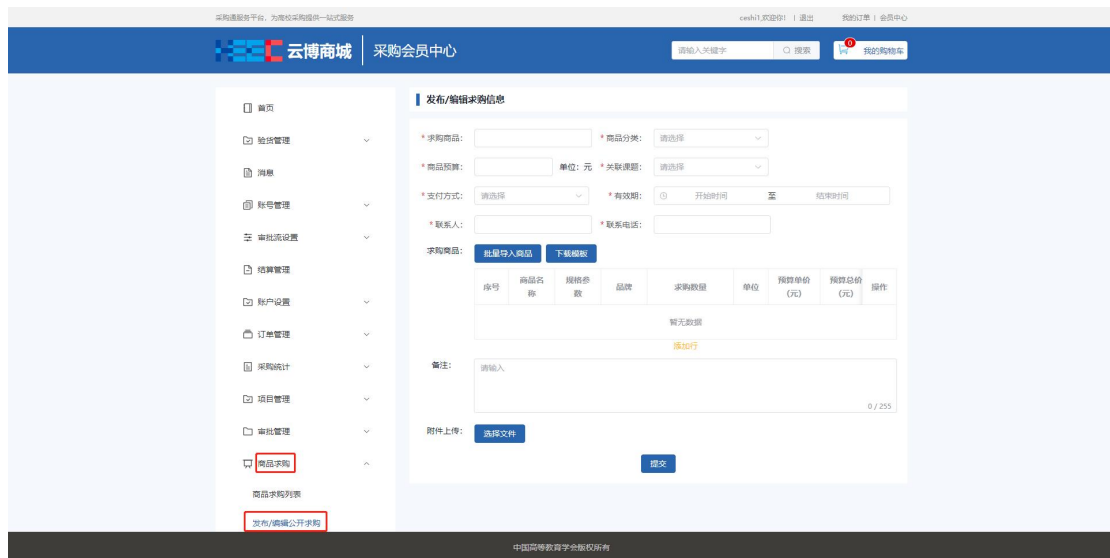 采购通服务平台，为高校采购提供一站式服务 ceshi1,欢迎你! | 退出 我的订单 | 会员中心
云博商城 采购会员中心 请输入关键字 搜索 0 我的购物车
发布/编辑求购信息
首页
验货管理
消息
账号管理
审批流设置
结算管理
账户设置
订单管理
采购统计
项目管理
审批管理
商品求购
商品求购列表
发布/编辑公开求购
* 求购商品: * 商品分类: 请选择
* 商品预算: 单位：元 * 关联课题: 请选择
* 支付方式: 请选择 * 有效期: 开始时间 至 结束时间
* 联系人: * 联系电话:
求购商品: 批量导入商品 下载模板
序号 商品名称 规格参数 品牌 求购数量 单位 预算单价(元) 预算总价(元) 操作
暂无数据
添加行
备注: 请输入
0 / 255
附件上传: 选择文件
提交
中国高等教育学会版权所有